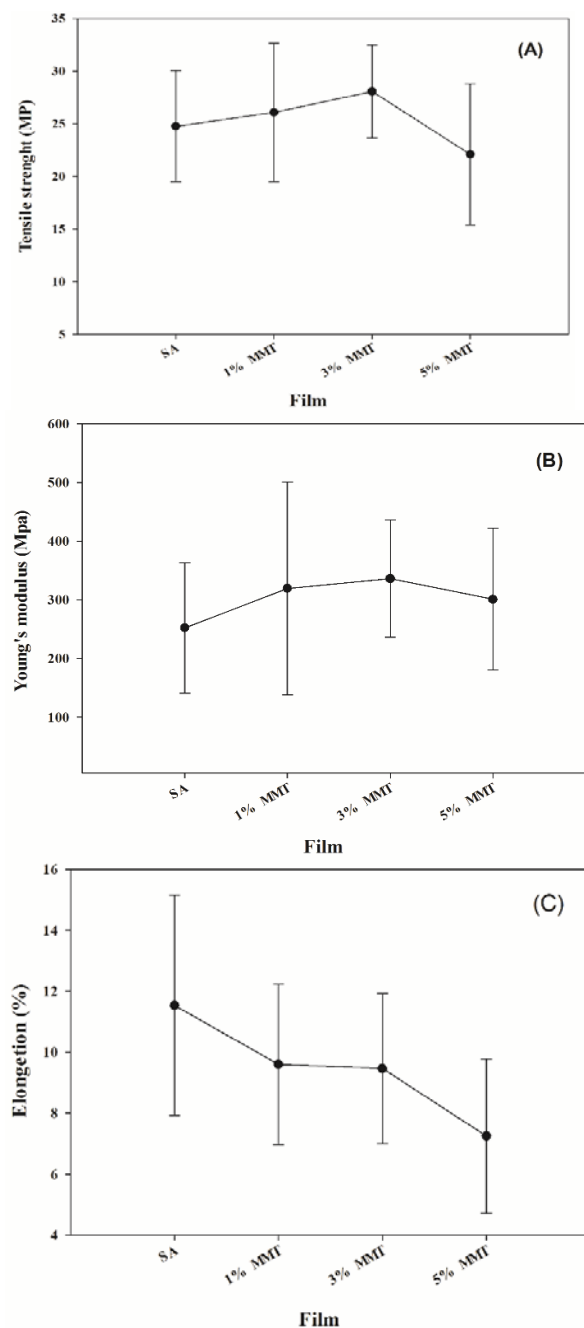 (A)
Tensile strenght (MP)
35
30
25
20
15
10
5
SA
1% MMT
3% MMT
5% MMT
Film
(B)
Young's modulus (Mpa)
600
500
400
300
200
100
SA
1% MMT
3% MMT
5% MMT
Film
(C)
Elongetion (%)
16
14
12
10
8
6
4
SA
1% MMT
3% MMT
5% MMT
Film